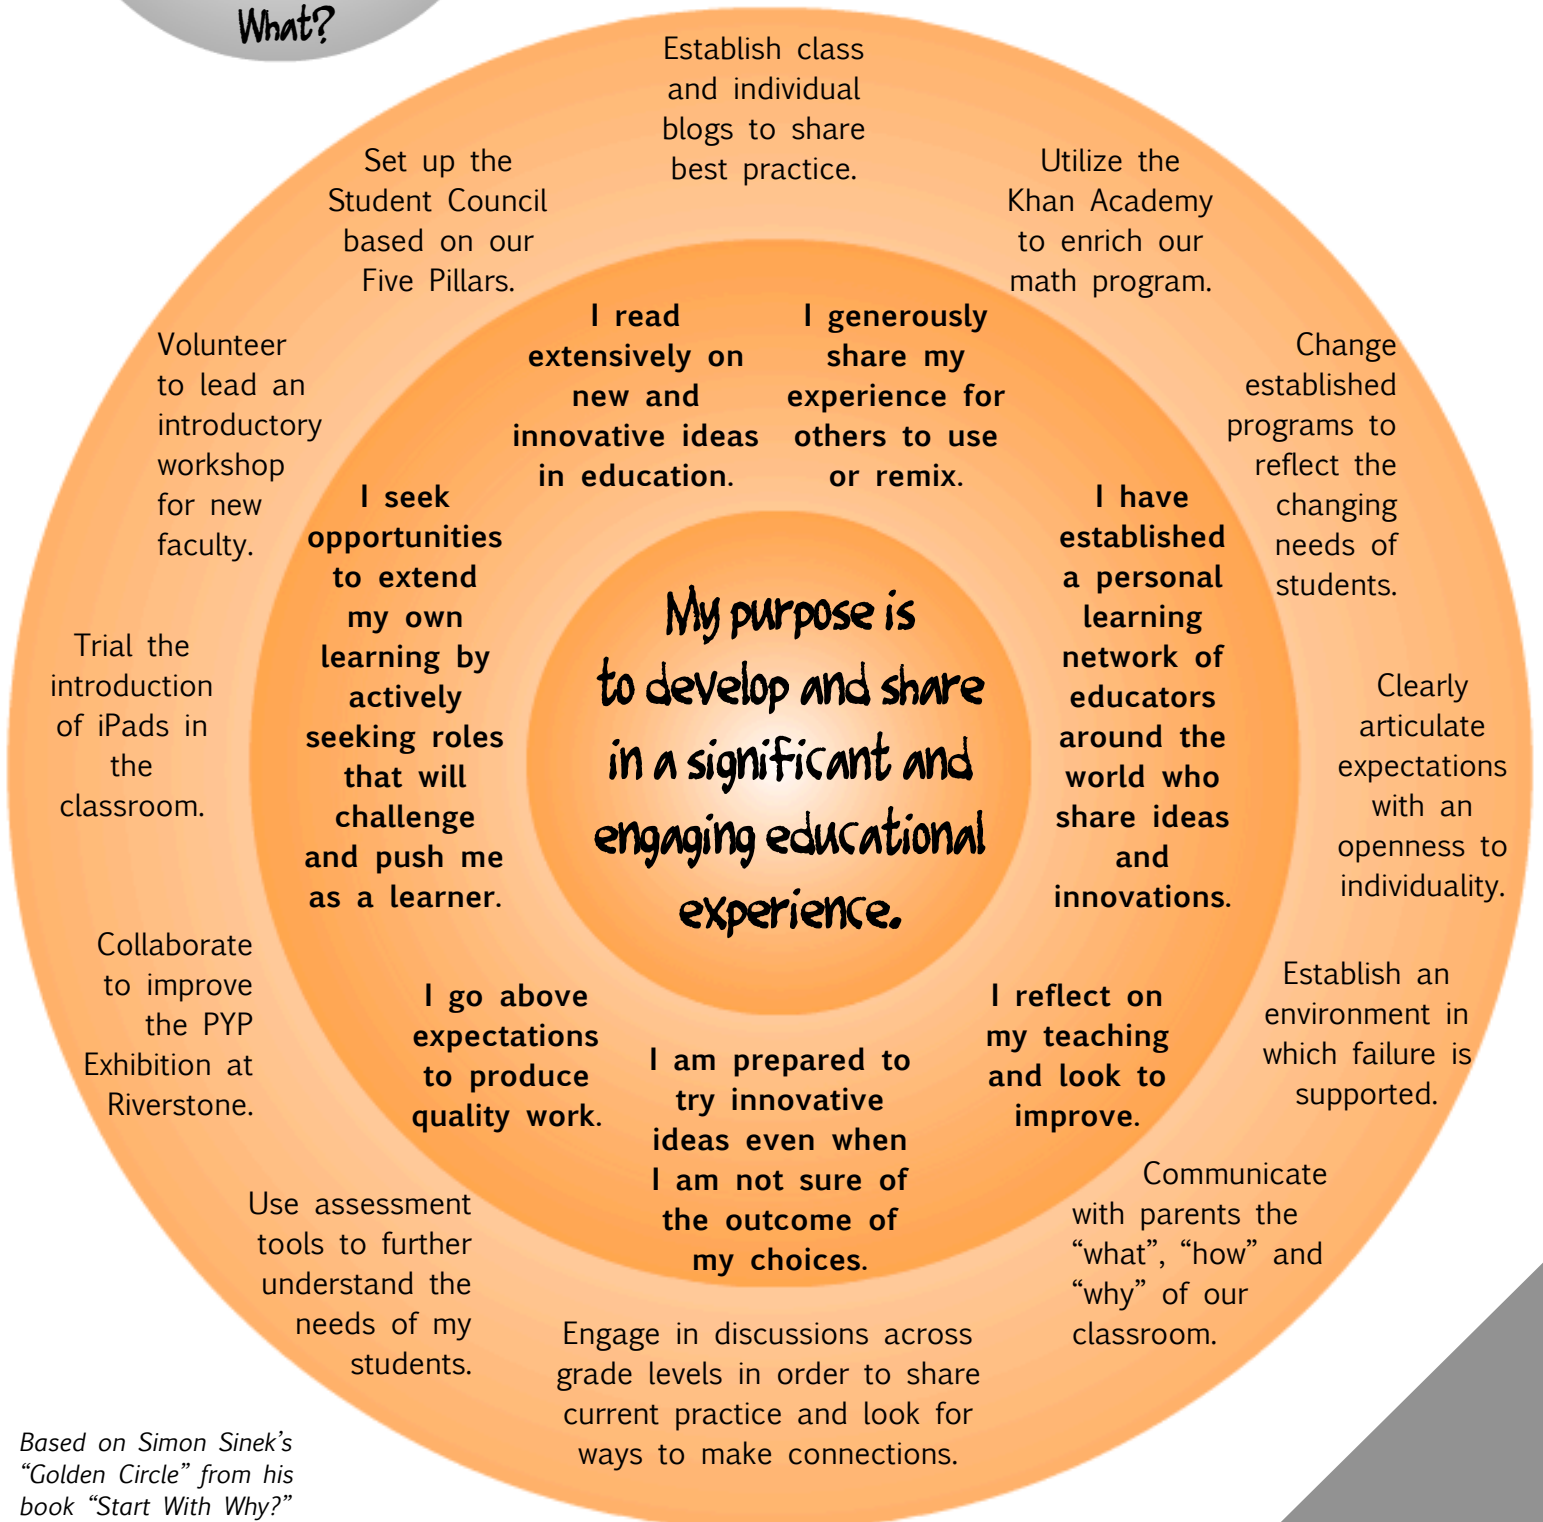 What?
Establish class
and individual
blogs to share
best practice.
Set up the
Student Council
based on our
Five Pillars.
Utilize the
Khan Academy
to enrich our
math program.
Volunteer
to lead an
introductory
workshop
for new
faculty.
I read
extensively on
new and
innovative ideas
in education.
I generously
share my
experience for
others to use
or remix.
Change
established
programs to
reflect the
changing
needs of
students.
I seek
opportunities
to extend
my own
learning by
actively
seeking roles
that will
challenge
and push me
as a learner.
I have
established
a personal
learning
network of
educators
around the
world who
share ideas
and
innovations.
My purpose is
to develop and share
in a significant and
engaging educational
experience.
Trial the
introduction
of iPads in
the
classroom.
Clearly
articulate
expectations
with an
openness to
individuality.
Collaborate
to improve
the PYP
Exhibition at
Riverstone.
I go above
expectations
to produce
quality work.
I am prepared to
try innovative
ideas even when
I am not sure of
the outcome of
my choices.
I reflect on
my teaching
and look to
improve.
Establish an
environment in
which failure is
supported.
Use assessment
tools to further
understand the
needs of my
students.
Communicate
with parents the
“what”, “how” and
“why” of our
classroom.
Engage in discussions across
grade levels in order to share
current practice and look for
ways to make connections.
Based on Simon Sinek’s
“Golden Circle” from his
book “Start With Why?”